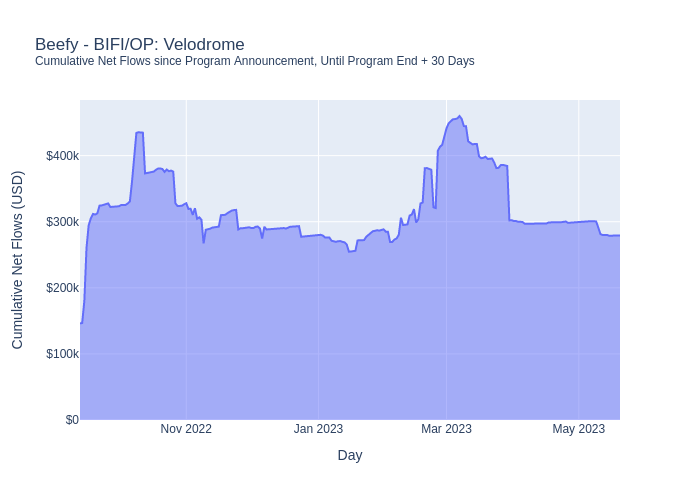 Beefy - BIFI/OP: Velodrome
Cumulative Net Flows since Program Announcement, Until Program End + 30 Days
Cumulative Net Flows (USD)
$400k
$300k
$200k
$100k
$0
Nov 2022
Jan 2023
Mar 2023
May 2023
Day